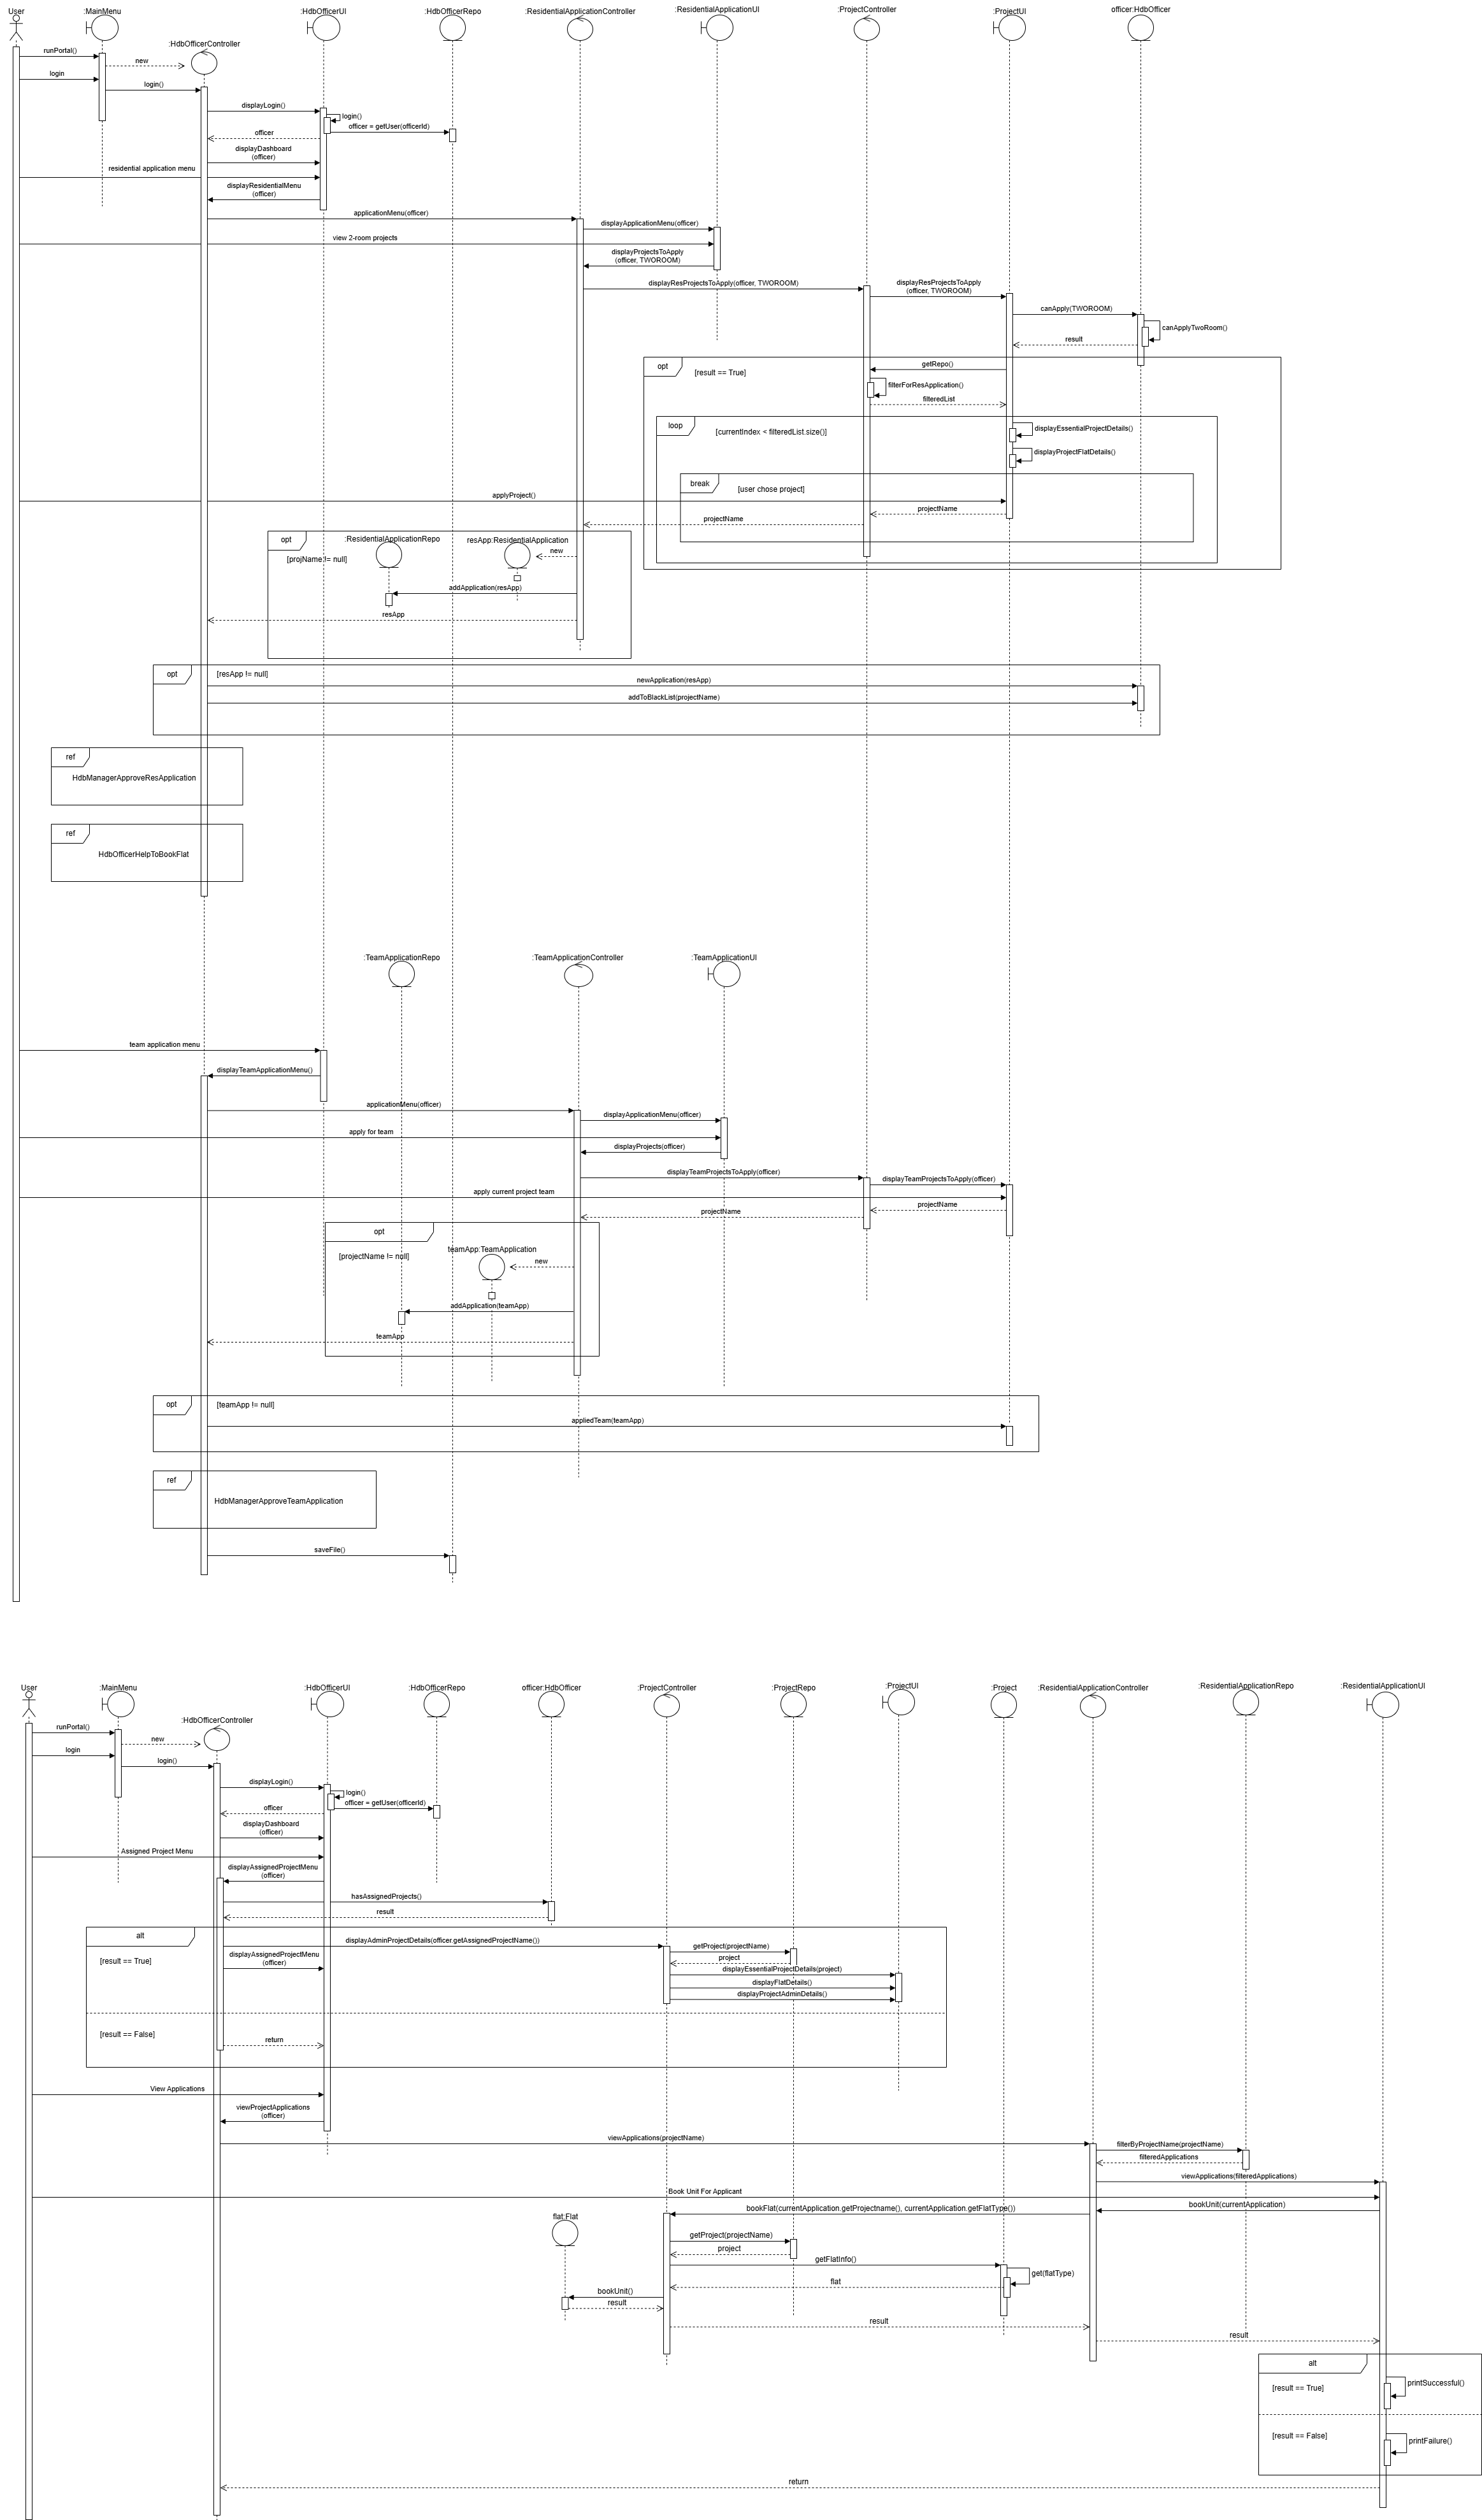 User
:MainMenu
:HdbOfficerController
:HdbOfficerUI
:HdbOfficerRepo
:ResidentialApplicationController
:ResidentialApplicationUI
:ProjectController
:ProjectUI
officer:HdbOfficer
runPortal()
new
login
login()
displayLogin()
login()
officer = getUser(officerId)
officer
displayDashboard
(officer)
residential application menu
displayResidentialMenu
(officer)
applicationMenu(officer)
displayApplicationMenu(officer)
view 2-room projects
displayProjectsToApply
(officer, TWOROOM)
displayResProjectsToApply(officer, TWOROOM)
displayResProjectsToApply
(officer, TWOROOM)
canApply(TWOROOM)
canApplyTwoRoom()
result
opt
[result == True]
getRepo()
filterForResApplication()
filteredList
loop
[currentIndex < filteredList.size()]
displayEssentialProjectDetails()
displayProjectFlatDetails()
break
[user chose project]
applyProject()
projectName
projectName
opt
[projName != null]
:ResidentialApplicationRepo
resApp:ResidentialApplication
new
addApplication(resApp)
resApp
opt
[resApp != null]
newApplication(resApp)
addToBlackList(projectName)
ref
HdbManagerApproveResApplication
ref
HdbOfficerHelpToBookFlat
:TeamApplicationRepo
:TeamApplicationController
:TeamApplicationUI
team application menu
displayTeamApplicationMenu()
applicationMenu(officer)
displayApplicationMenu(officer)
apply for team
displayProjects(officer)
displayTeamProjectsToApply(officer)
displayTeamProjectsToApply(officer)
apply current project team
projectName
projectName
opt
[projectName != null]
teamApp:TeamApplication
new
addApplication(teamApp)
teamApp
opt
[teamApp != null]
appliedTeam(teamApp)
ref
HdbManagerApproveTeamApplication
saveFile()
User
:MainMenu
:HdbOfficerController
:HdbOfficerUI
:HdbOfficerRepo
officer:HdbOfficer
:ProjectController
:ProjectRepo
:ProjectUI
:Project
:ResidentialApplicationController
:ResidentialApplicationRepo
:ResidentialApplicationUI
runPortal()
new
login
login()
displayLogin()
login()
officer = getUser(officerId)
officer
displayDashboard
(officer)
Assigned Project Menu
displayAssignedProjectMenu
(officer)
hasAssignedProjects()
result
alt
[result == True]
displayAdminProjectDetails(officer.getAssignedProjectName())
displayAssignedProjectMenu
(officer)
getProject(projectName)
project
displayEssentialProjectDetails(project)
displayFlatDetails()
displayProjectAdminDetails()
[result == False]
return
View Applications
viewProjectApplications
(officer)
viewApplications(projectName)
filterByProjectName(projectName)
filteredApplications
viewApplications(filteredApplications)
Book Unit For Applicant
bookUnit(currentApplication)
bookFlat(currentApplication.getProjectname(), currentApplication.getFlatType())
flat:Flat
getProject(projectName)
project
getFlatInfo()
get(flatType)
flat
bookUnit()
result
result
result
alt
[result == True]
printSuccessful()
[result == False]
printFailure()
return